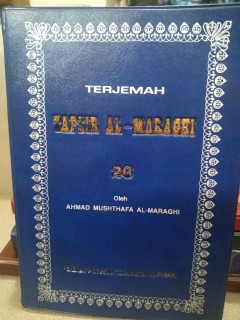 TERJEMAH
TAFSIR AL-MARAGHI
28
Oleh
AHMAD MUSHTHAFA AL-MARAGHI